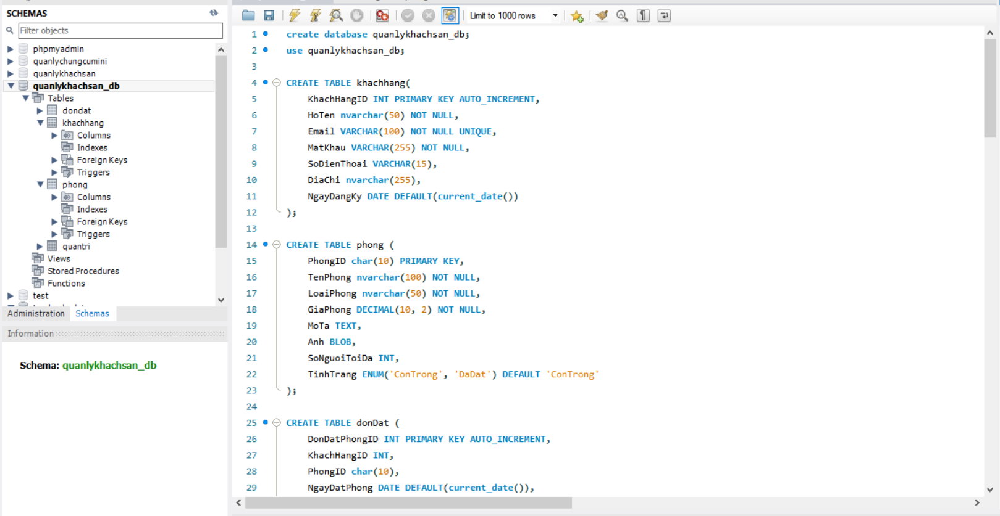 SCHEMAS
Filter objects
phpmyadmin
quanlychungcumini
quanlykhachsan
quanlykhachsan_db
Tables
dondat
khachhang
Columns
Indexes
Foreign Keys
Triggers
phong
Columns
Indexes
Foreign Keys
Triggers
quantri
Views
Stored Procedures
Functions
test
Administration Schemas
Information
Schema: quanlykhachsan_db
Limit to 1000 rows
1 create database quanlykhachsan_db;
2 use quanlykhachsan_db;
3
4 CREATE TABLE khachhang(
5 KhachHangID INT PRIMARY KEY AUTO_INCREMENT,
6 HoTen nvarchar(50) NOT NULL,
7 Email VARCHAR(100) NOT NULL UNIQUE,
8 MatKhau VARCHAR(255) NOT NULL,
9 SoDienThoai VARCHAR(15),
10 DiaChi nvarchar(255),
11 NgayDangKy DATE DEFAULT(current_date())
12 );
13
14 CREATE TABLE phong (
15 PhongID char(10) PRIMARY KEY,
16 TenPhong nvarchar(100) NOT NULL,
17 LoaiPhong nvarchar(50) NOT NULL,
18 GiaPhong DECIMAL(10, 2) NOT NULL,
19 MoTa TEXT,
20 Anh BLOB,
21 SoNguoiToiDa INT,
22 TinhTrang ENUM('ConTrong', 'DaDat') DEFAULT 'ConTrong'
23 );
24
25 CREATE TABLE donDat (
26 DonDatPhongID INT PRIMARY KEY AUTO_INCREMENT,
27 KhachHangID INT,
28 PhongID char(10),
29 NgayDatPhong DATE DEFAULT(current_date()),